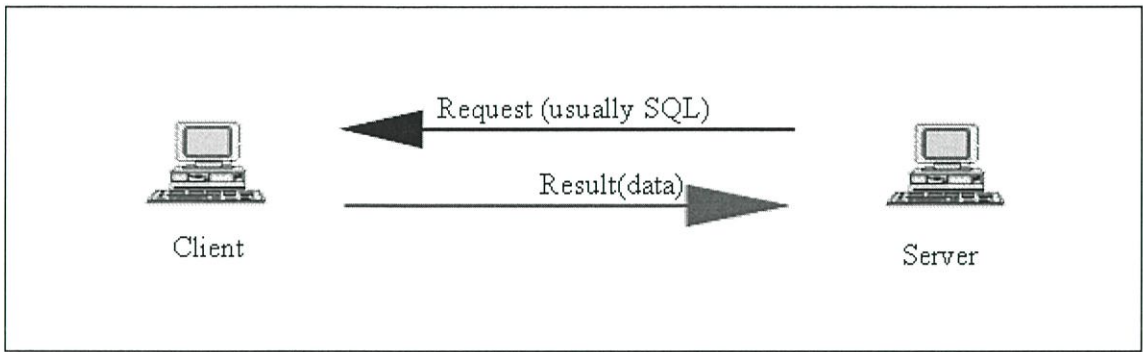 Request (usually SQL)
Result(data)
Client
Server